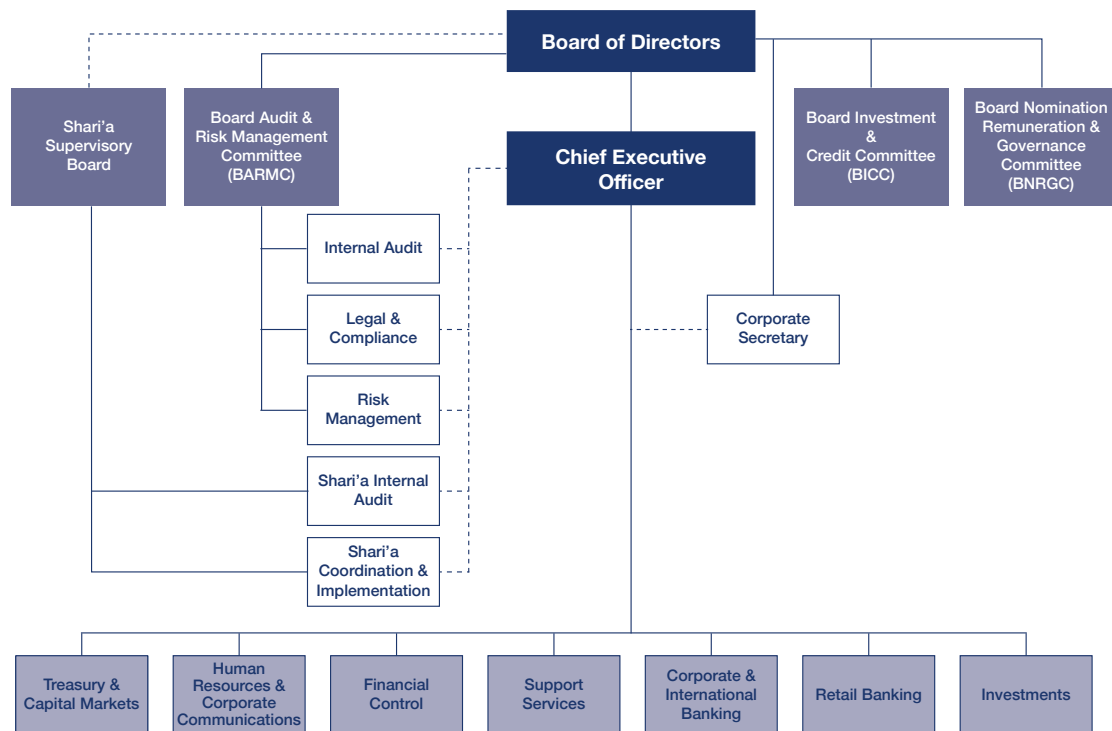 Board of Directors
Shari’a
Supervisory
Board
Board Audit &
Risk Management
Committee
(BARMC)
Board Investment
&
Credit Committee
(BICC)
Board Nomination
Remuneration &
Governance
Committee
(BNRGC)
Chief Executive
Officer
Internal Audit
Legal &
Compliance
Corporate
Secretary
Risk
Management
Shari’a Internal
Audit
Shari’a
Coordination &
Implementation
Treasury &
Capital Markets
Human
Resources &
Corporate
Communications
Financial
Control
Support
Services
Corporate &
International
Banking
Retail Banking
Investments